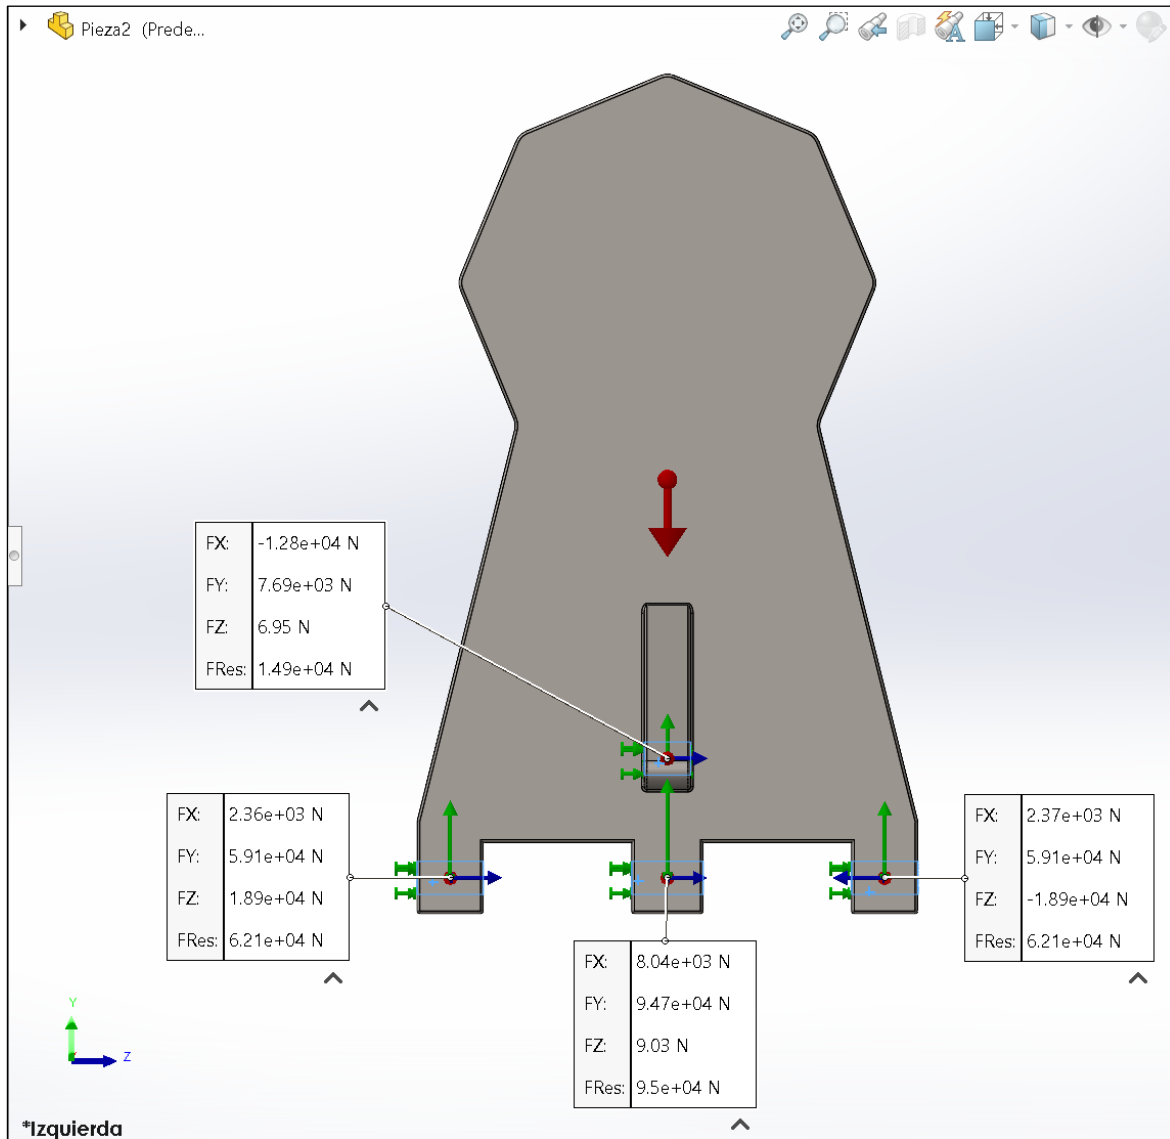 Pieza2 (Prede...
FX: -1.28e+04 N
FY: 7.69e+03 N
FZ: 6.95 N
FRes: 1.49e+04 N
FX: 2.36e+03 N
FY: 5.91e+04 N
FZ: 1.89e+04 N
FRes: 6.21e+04 N
FX: 2.37e+03 N
FY: 5.91e+04 N
FZ: -1.89e+04 N
FRes: 6.21e+04 N
FX: 8.04e+03 N
FY: 9.47e+04 N
FZ: 9.03 N
FRes: 9.5e+04 N
Y
Z
*Izquierda